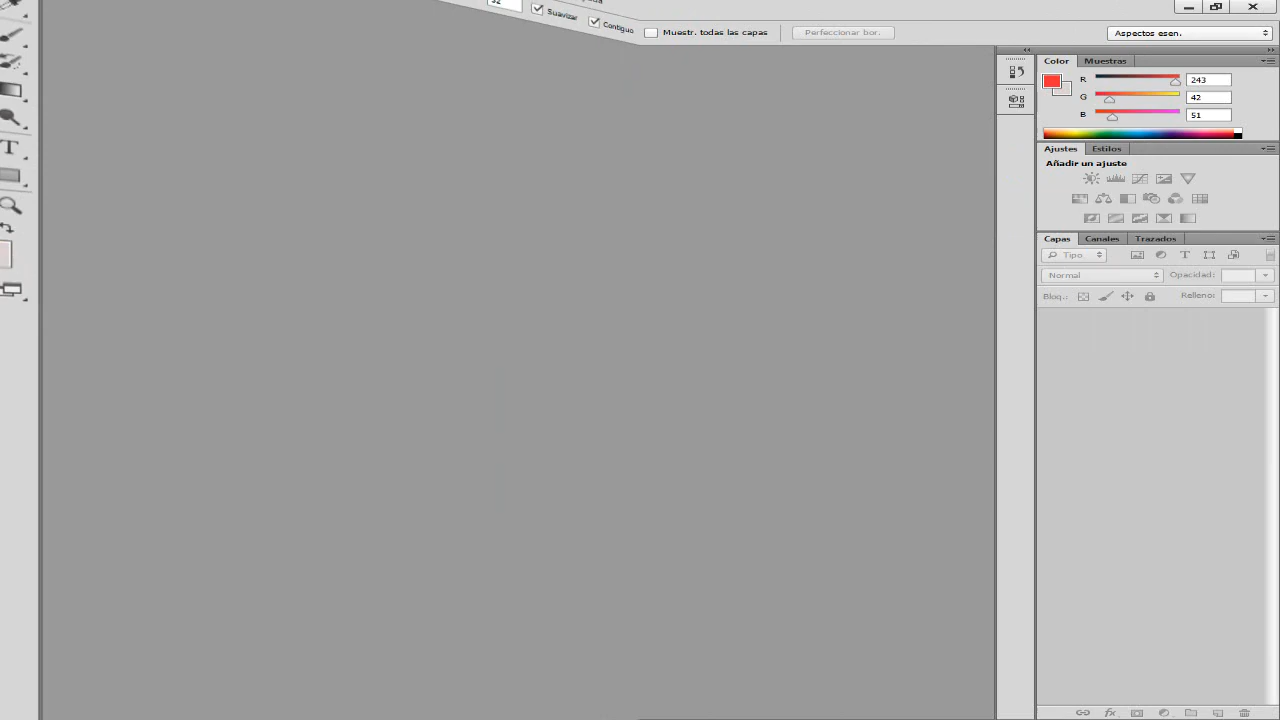 Suavizar
Contiguo
Muestr. todas las capas
Perfeccionar bor.
Aspectos esen.
Color
Muestras
R
243
G
42
B
51
Ajustes
Estilos
Añadir un ajuste
Capas
Canales
Trazados
Tipo
Normal
Opacidad:
Bloq.:
Relleno:
fx